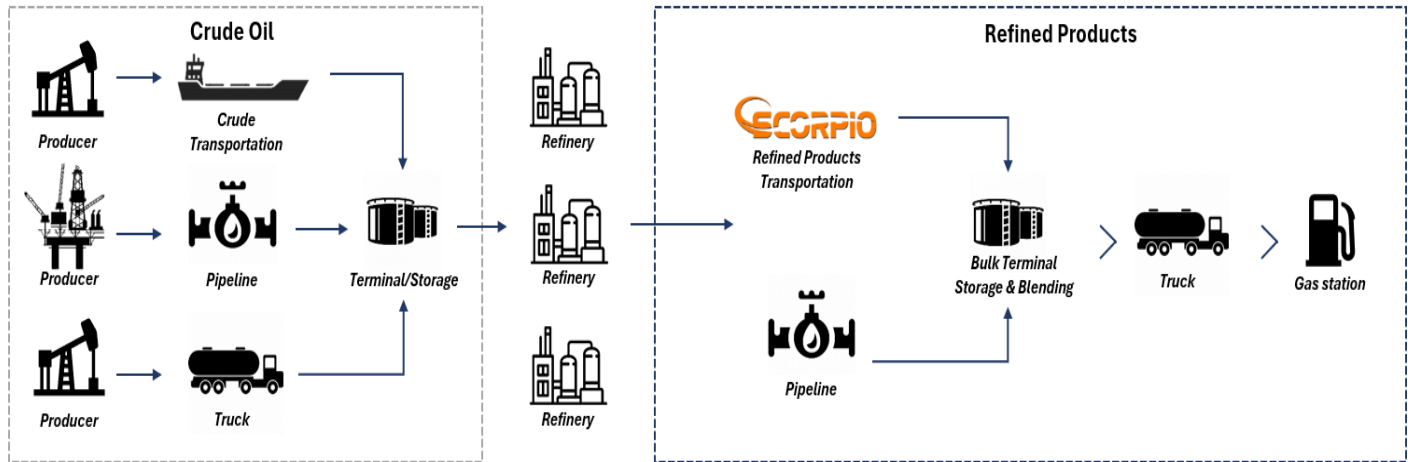 Crude Oil
Refined Products
Producer
Crude
Transportation
Refinery
SCORPIO
Refined Products
Transportation
Producer
Pipeline
Terminal/Storage
Refinery
Bulk Terminal
Storage & Blending
Truck
Gas station
Producer
Truck
Refinery
Pipeline